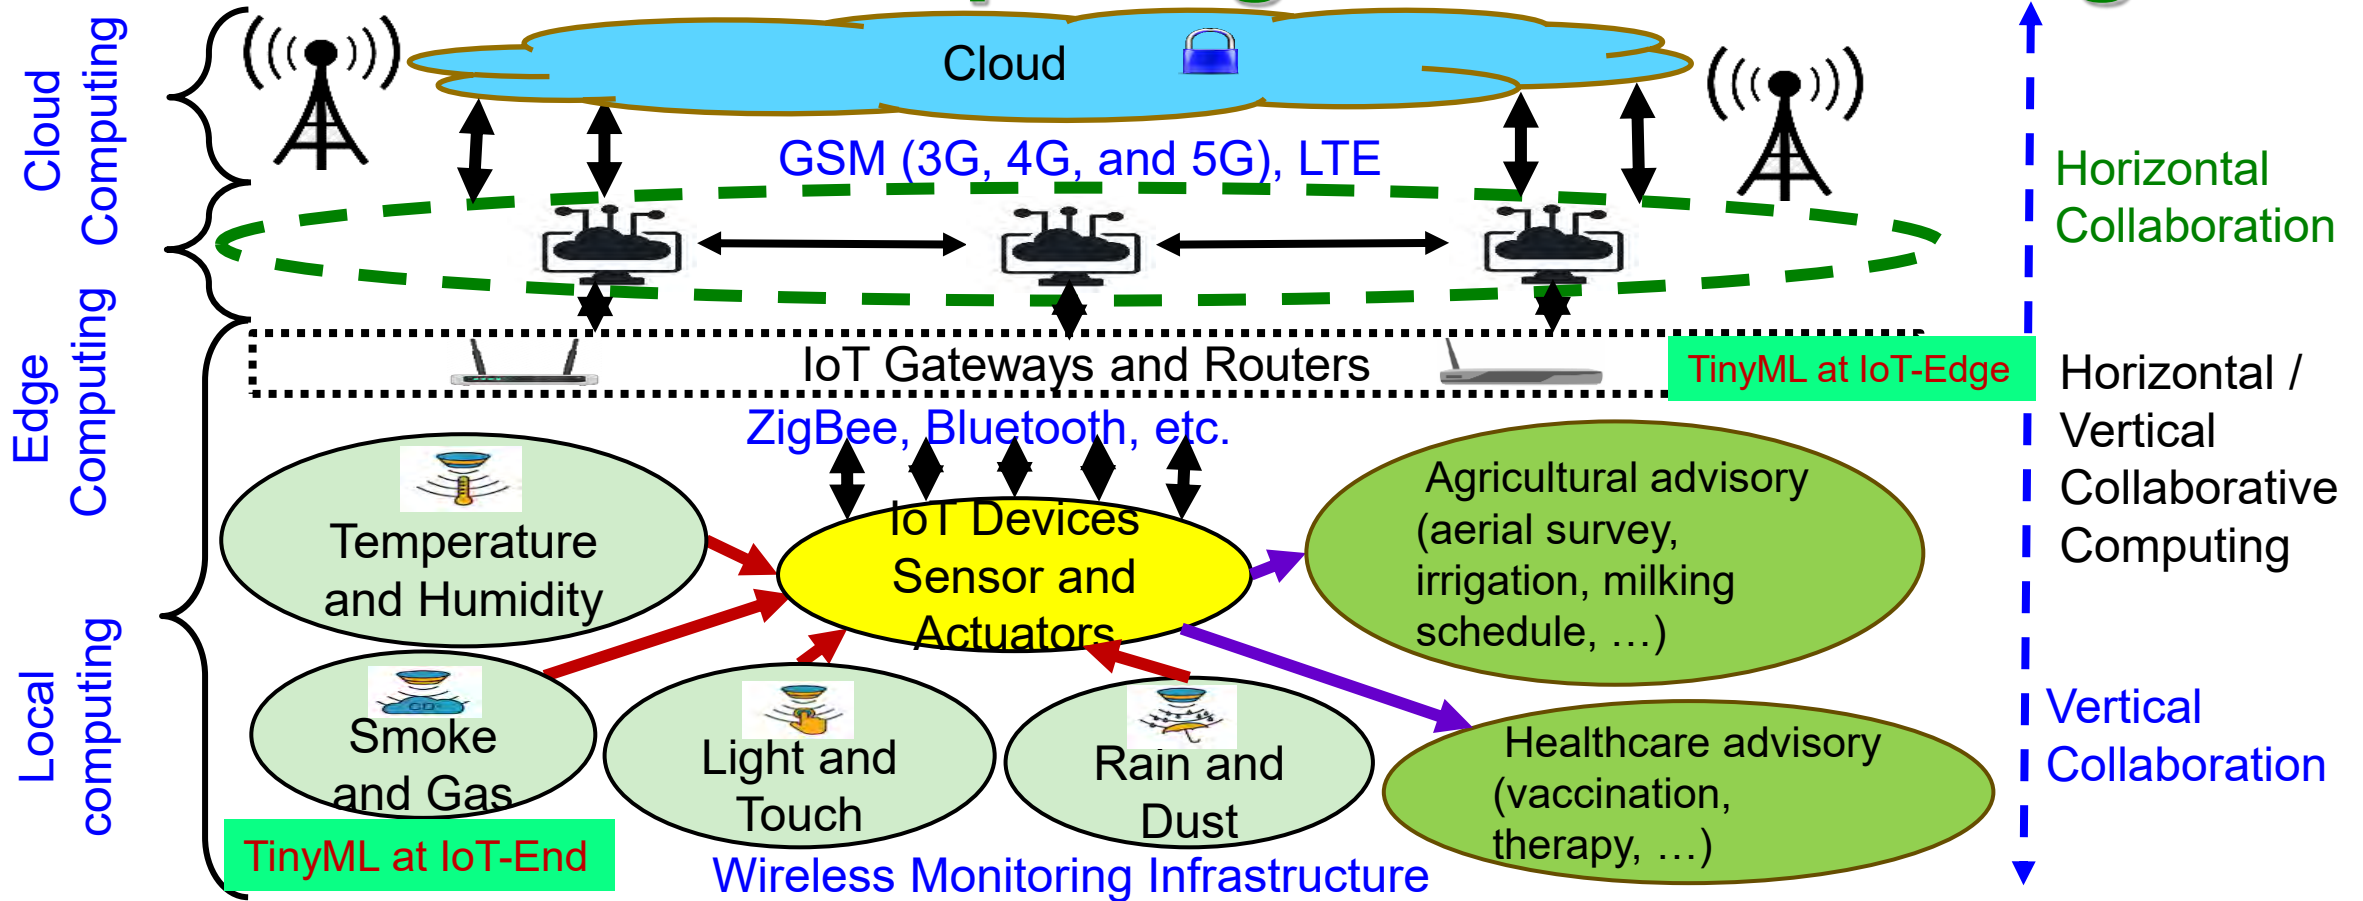 Cloud
Computing
Cloud
GSM (3G, 4G, and 5G), LTE
Horizontal
Collaboration
Edge
Computing
IoT Gateways and Routers
TinyML at IoT-Edge
Horizontal /
Vertical
Collaborative
Computing
ZigBee, Bluetooth, etc.
Temperature
and Humidity
IoT Devices
Sensor and
Actuators
Agricultural advisory
(aerial survey,
irrigation, milking
schedule, …)
Local
computing
Smoke
and Gas
Light and
Touch
Rain and
Dust
Healthcare advisory
(vaccination,
therapy, …)
Vertical
Collaboration
TinyML at IoT-End
Wireless Monitoring Infrastructure